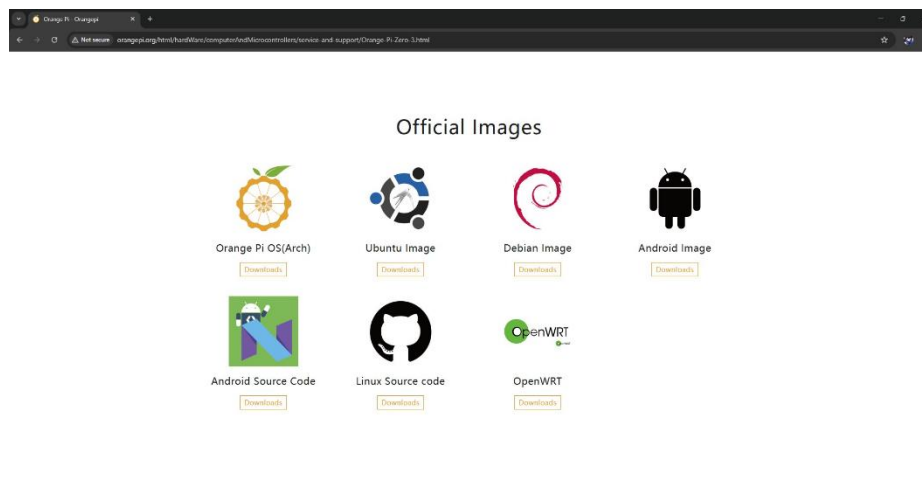 Orange Pi - Orangepi
Not secure orangepi.org/html/hardWare/computerAndMicrocontrollers/service-and-support/Orange-Pi-Zero-3.html
Official Images
Orange Pi OS(Arch)
Ubuntu Image
Debian Image
Android Image
Downloads
Downloads
Downloads
Downloads
OpenWRT
Android Source Code
Linux Source code
OpenWRT
Downloads
Downloads
Downloads